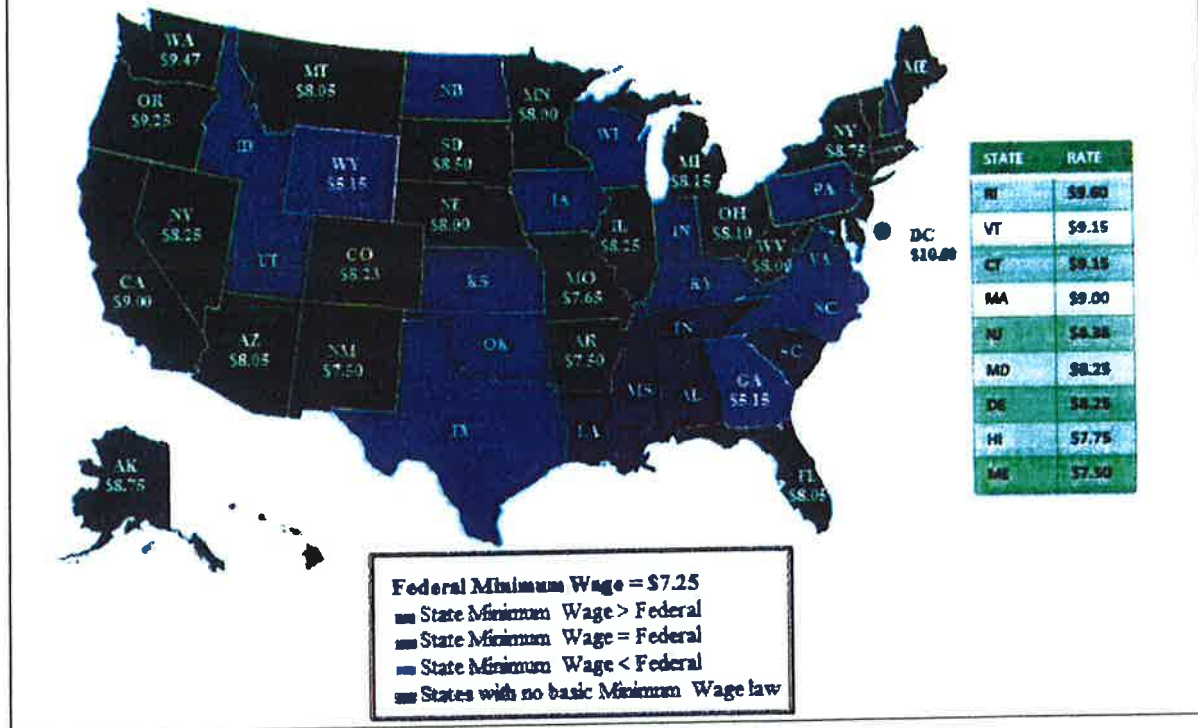 WA
$9.47
MT
$8.05
ND
MN
$8.00
ME
OR
$9.25
ID
WY
$5.15
SD
$8.50
WI
MI
$8.15
NY
$8.75
NV
$8.25
UT
CO
$8.23
NE
$8.00
IA
IL
$8.25
IN
OH
$8.10
PA
WV
$8.00
VA
DC
CA
$9.00
KS
MO
$7.65
KY
NC
AZ
$8.05
NM
$7.50
OK
AR
$7.50
TN
SC
TX
LA
MS
AL
GA
$5.15
FL
$8.05
AK
$8.75
STATE RATE
RI $9.60
VT $9.15
CT $9.15
MA $9.00
NJ $8.38
MD $8.25
DE $8.25
HI $7.75
ME $7.50
Federal Minimum Wage = $7.25
State Minimum Wage > Federal
State Minimum Wage = Federal
State Minimum Wage < Federal
States with no basic Minimum Wage law